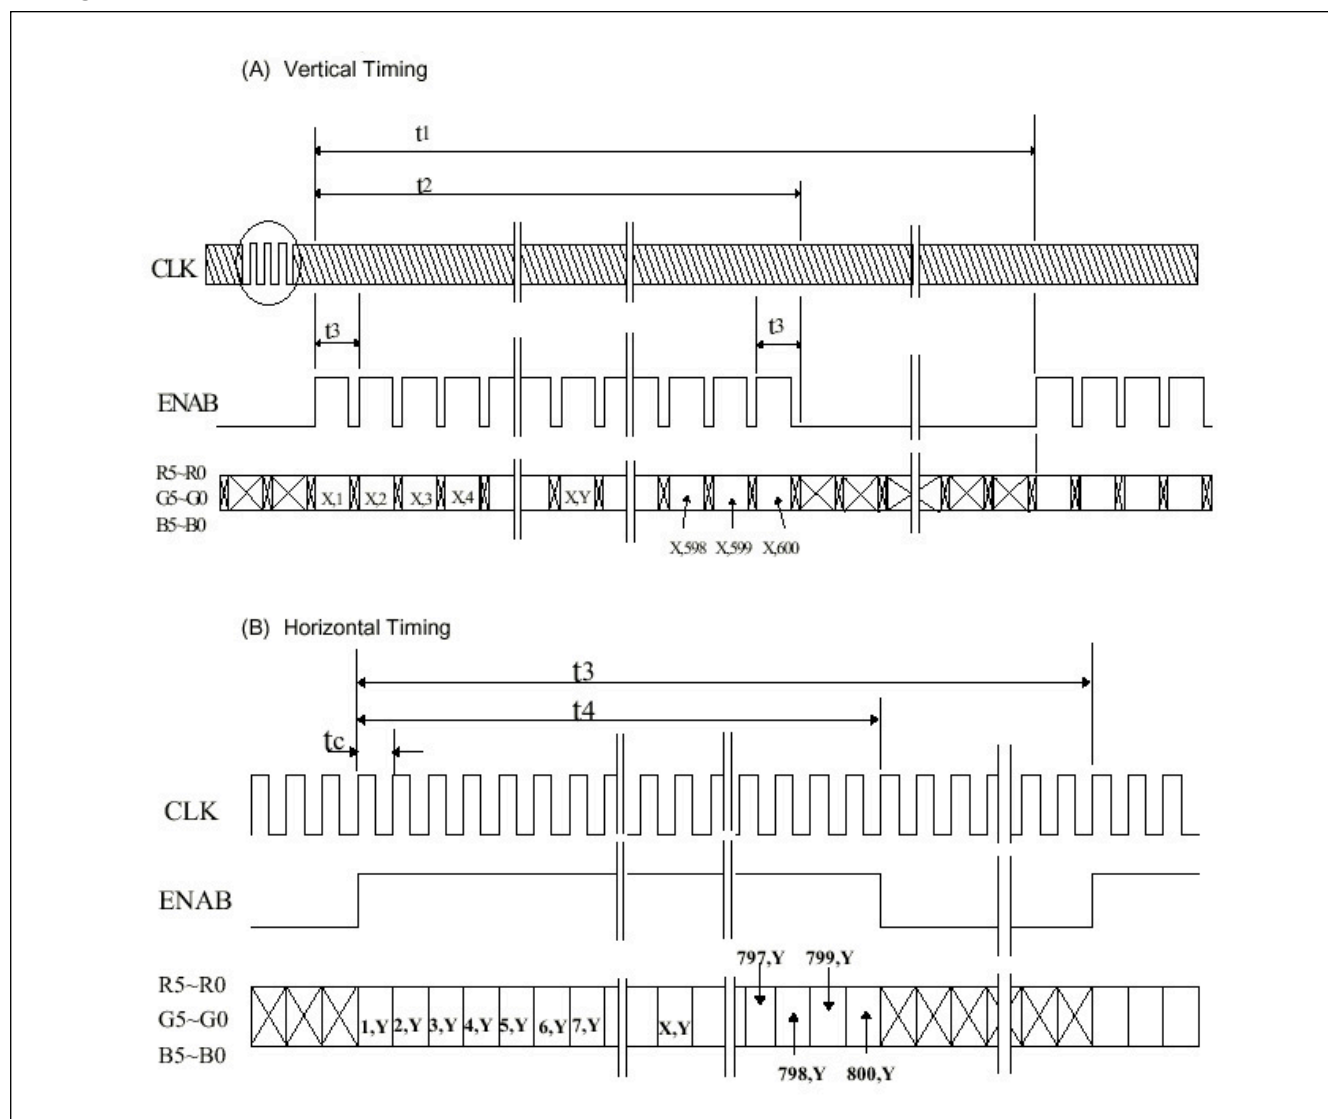 (A) Vertical Timing
t1
t2
CLK
t3
t3
ENAB
R5~R0
G5~G0
B5~B0
X,1 X,2 X,3 X,4 X,Y
X,598 X,599 X,600
(B) Horizontal Timing
t3
t4
tc
CLK
ENAB
797,Y 799,Y
R5~R0
G5~G0
B5~B0
1,Y 2,Y 3,Y 4,Y 5,Y 6,Y 7,Y X,Y
798,Y 800,Y